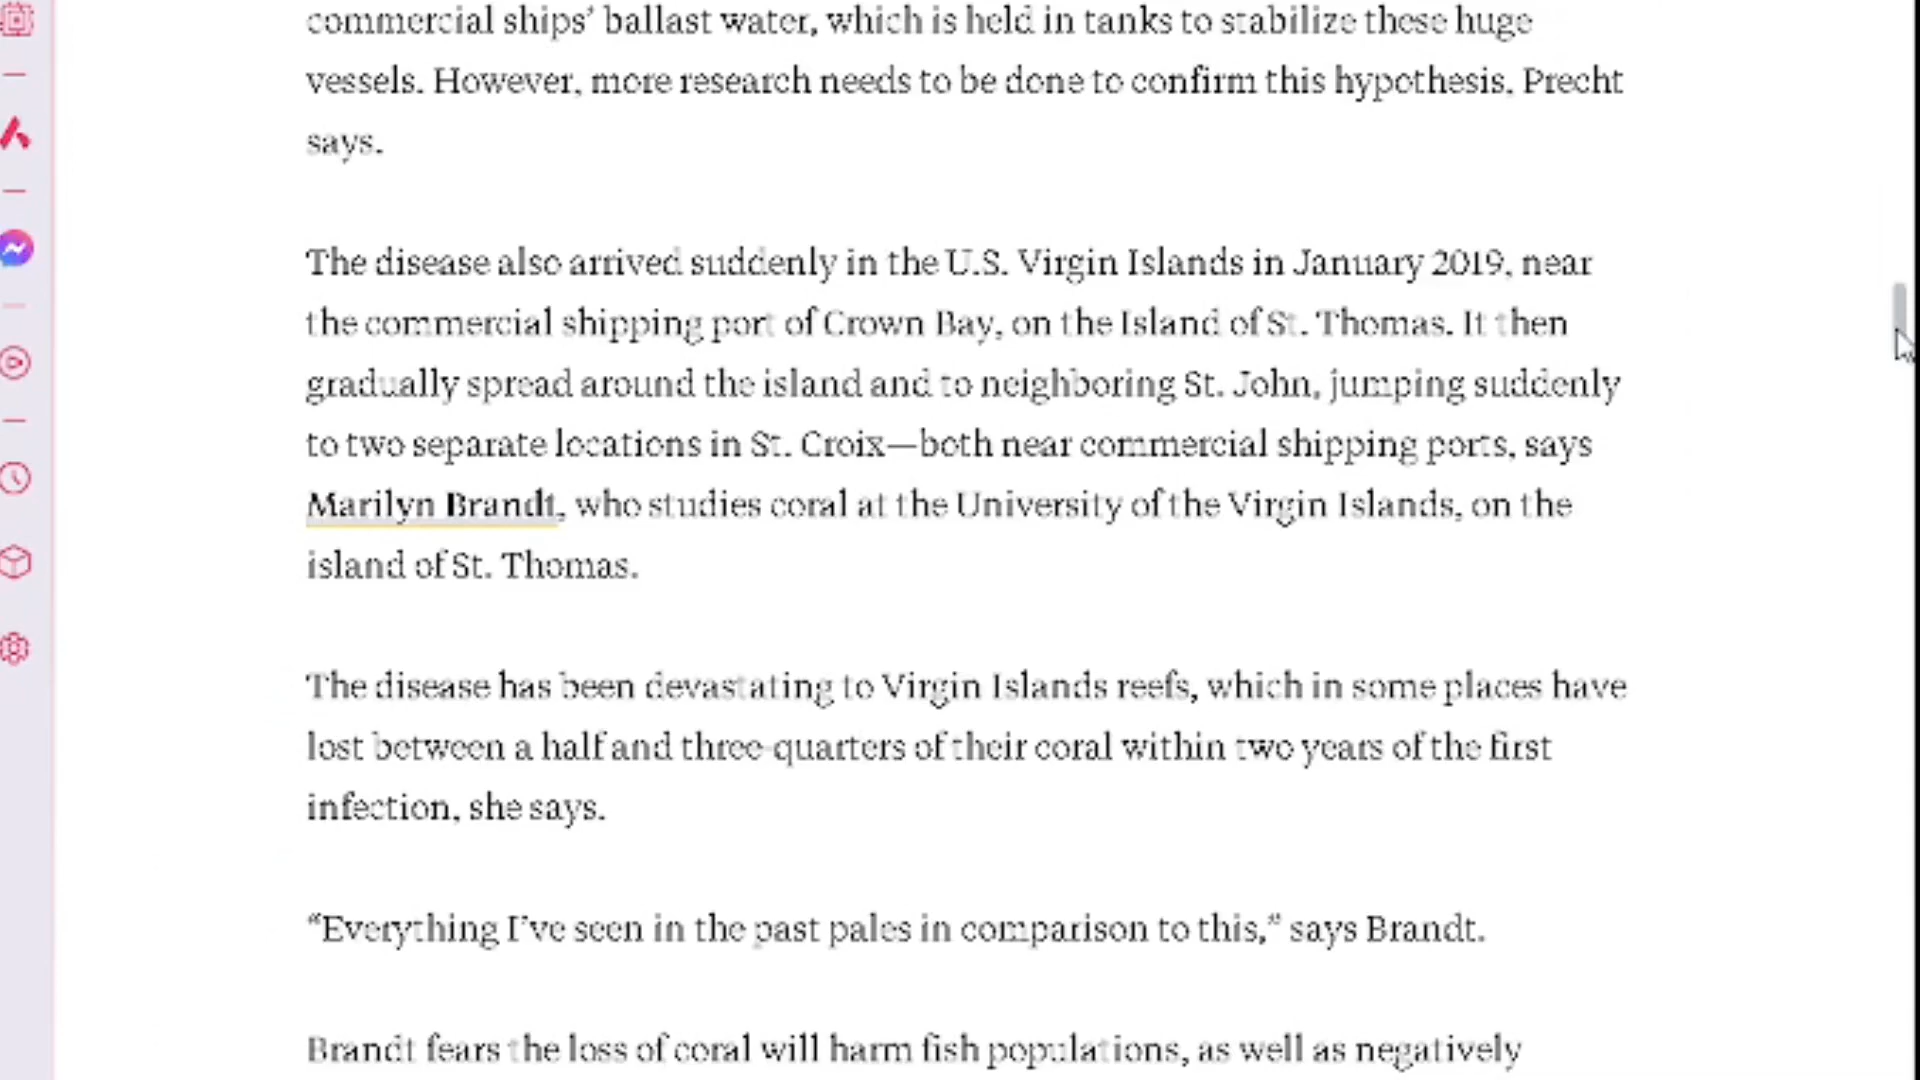 commercial ships’ ballast water, which is held in tanks to stabilize these huge
vessels. However, more research needs to be done to confirm this hypothesis, Precht
says.
The disease also arrived suddenly in the U.S. Virgin Islands in January 2019, near
the commercial shipping port of Crown Bay, on the Island of St. Thomas. It then
gradually spread around the island and to neighboring St. John, jumping suddenly
to two separate locations in St. Croix—both near commercial shipping ports, says
Marilyn Brandt, who studies coral at the University of the Virgin Islands, on the
island of St. Thomas.
The disease has been devastating to Virgin Islands reefs, which in some places have
lost between a half and three-quarters of their coral within two years of the first
infection, she says.
“Everything I’ve seen in the past pales in comparison to this,” says Brandt.
Brandt fears the loss of coral will harm fish populations, as well as negatively